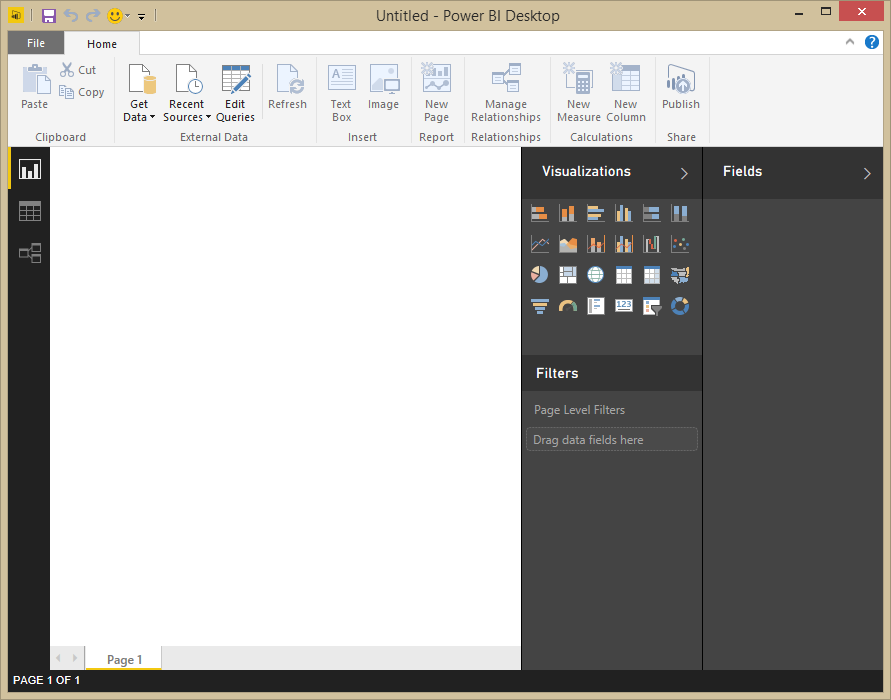 Untitled - Power BI Desktop
File
Home
Paste
Cut
Copy
Get Data
Recent Sources
Edit Queries
Refresh
Text Box
Image
New Page
Manage Relationships
New Measure
New Column
Publish
Clipboard
External Data
Insert
Report
Relationships
Calculations
Share
Visualizations
Fields
123
Filters
Page Level Filters
Drag data fields here
Page 1
PAGE 1 OF 1